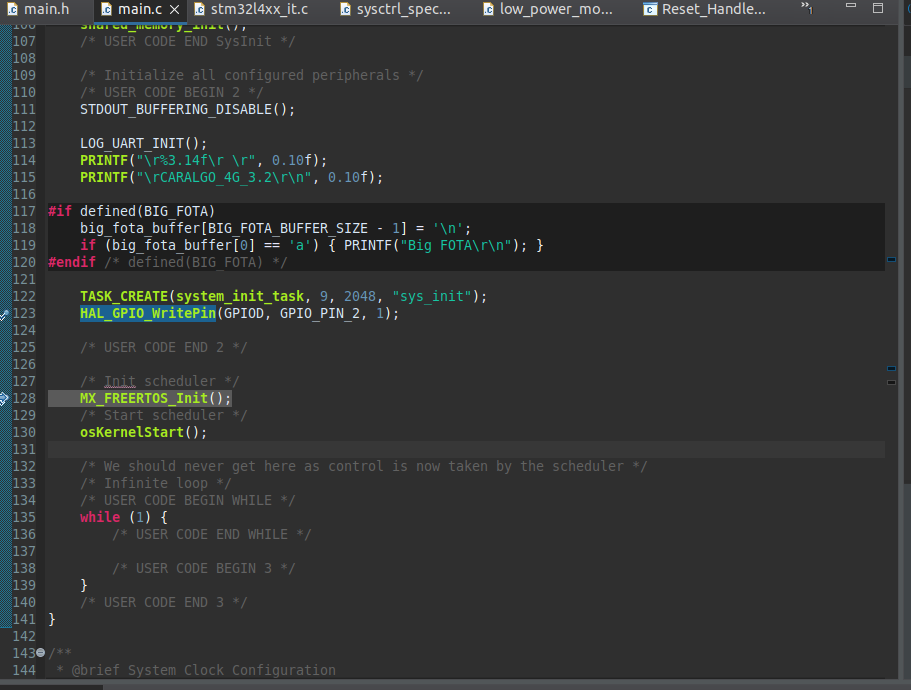 main.h main.c stm32l4xx_it.c sysctrl_spec... low_power_mo... Reset_Handle... »1
106 shared_memory_init();
107 /* USER CODE END SysInit */
108
109 /* Initialize all configured peripherals */
110 /* USER CODE BEGIN 2 */
111 STDOUT_BUFFERING_DISABLE();
112
113 LOG_UART_INIT();
114 PRINTF("\r%3.14f\r \r", 0.10f);
115 PRINTF("\rCARALGO_4G_3.2\r\n", 0.10f);
116
117 #if defined(BIG_FOTA)
118 big_fota_buffer[BIG_FOTA_BUFFER_SIZE - 1] = '\n';
119 if (big_fota_buffer[0] == 'a') { PRINTF("Big FOTA\r\n"); }
120 #endif /* defined(BIG_FOTA) */
121
122 TASK_CREATE(system_init_task, 9, 2048, "sys_init");
123 HAL_GPIO_WritePin(GPIOD, GPIO_PIN_2, 1);
124
125 /* USER CODE END 2 */
126
127 /* Init scheduler */
128 MX_FREERTOS_Init();
129 /* Start scheduler */
130 osKernelStart();
131
132 /* We should never get here as control is now taken by the scheduler */
133 /* Infinite loop */
134 /* USER CODE BEGIN WHILE */
135 while (1) {
136 /* USER CODE END WHILE */
137
138 /* USER CODE BEGIN 3 */
139 }
140 /* USER CODE END 3 */
141 }
142
143 /**
144 * @brief System Clock Configuration